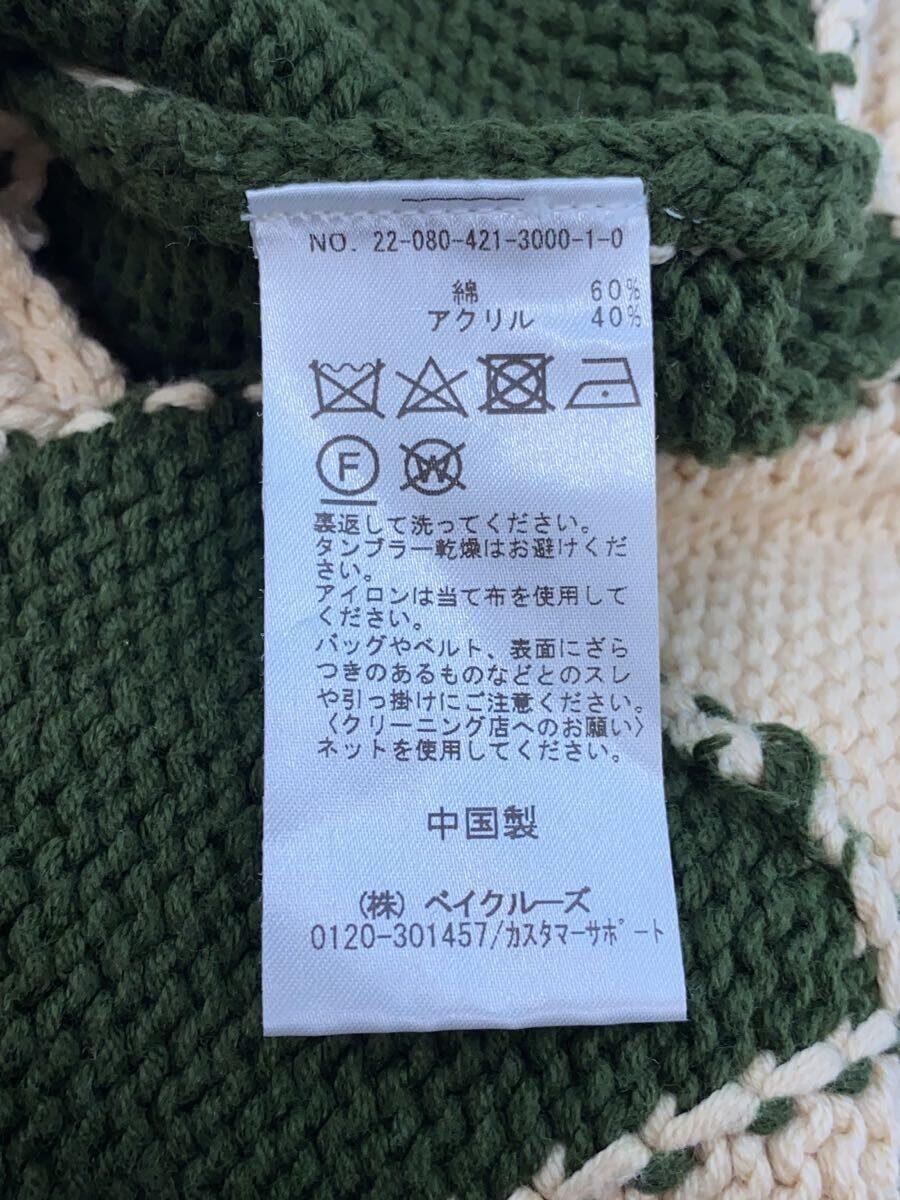 NO. 22-080-421-3000-1-0
綿 60%
アクリル 40%
F W
裏返して洗ってください。
タンブラー乾燥はお避けくだ
さい。
アイロンは当て布を使用して
ください。
バッグやベルト、表面にざら
つきのあるものなどとのスレ
や引っ掛けにご注意ください。
〈クリーニング店へのお願い〉
ネットを使用してください。
中国製
(株) ベイクルーズ
0120-301457/カスタマーサポート